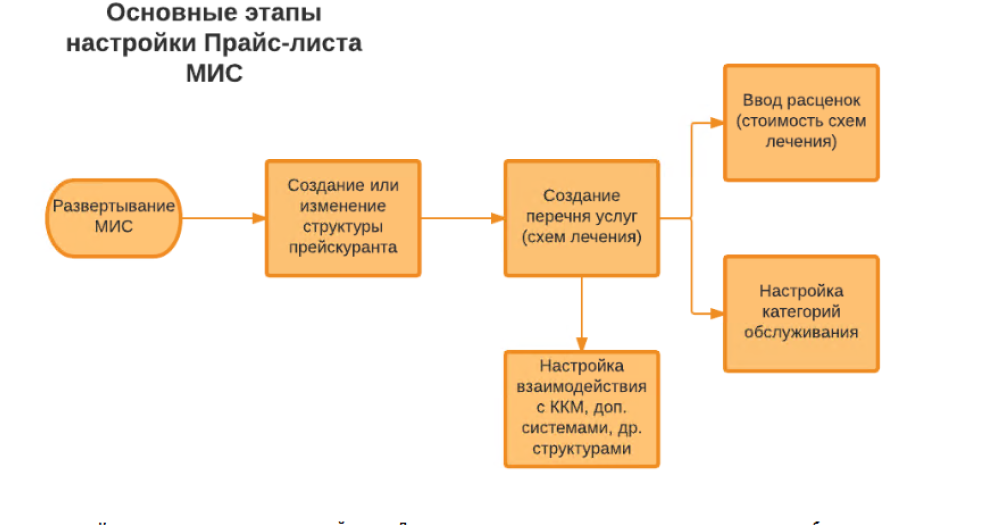 Основные этапы
настройки Прайс-листа
МИС
Развертывание
МИС
Создание или
изменение
структуры
прейскуранта
Создание
перечня услуг
(схем лечения)
Ввод расценок
(стоимость схем
лечения)
Настройка
категорий
обслуживания
Настройка
взаимодействия
с ККМ, доп.
системами, др.
структурами